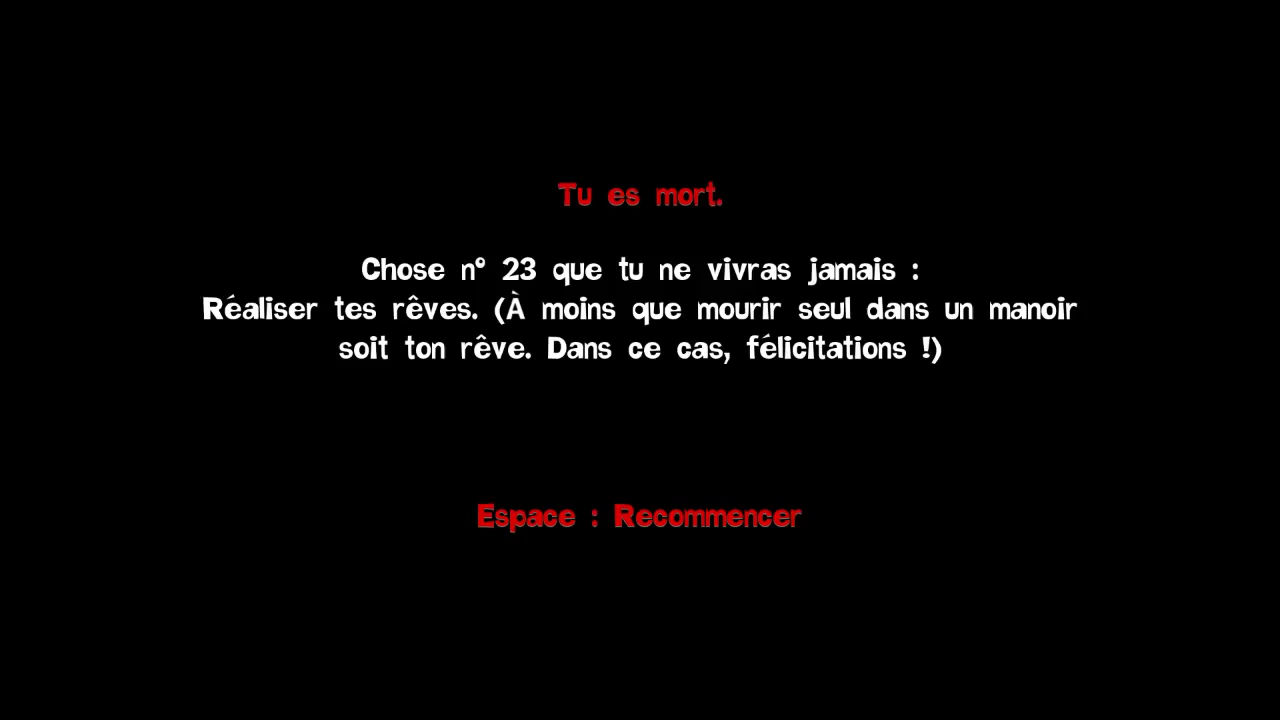 Tu es mort.
Chose n° 23 que tu ne vivras jamais :
Réaliser tes rêves. (À moins que mourir seul dans un manoir
soit ton rêve. Dans ce cas, félicitations !)
Espace : Recommencer